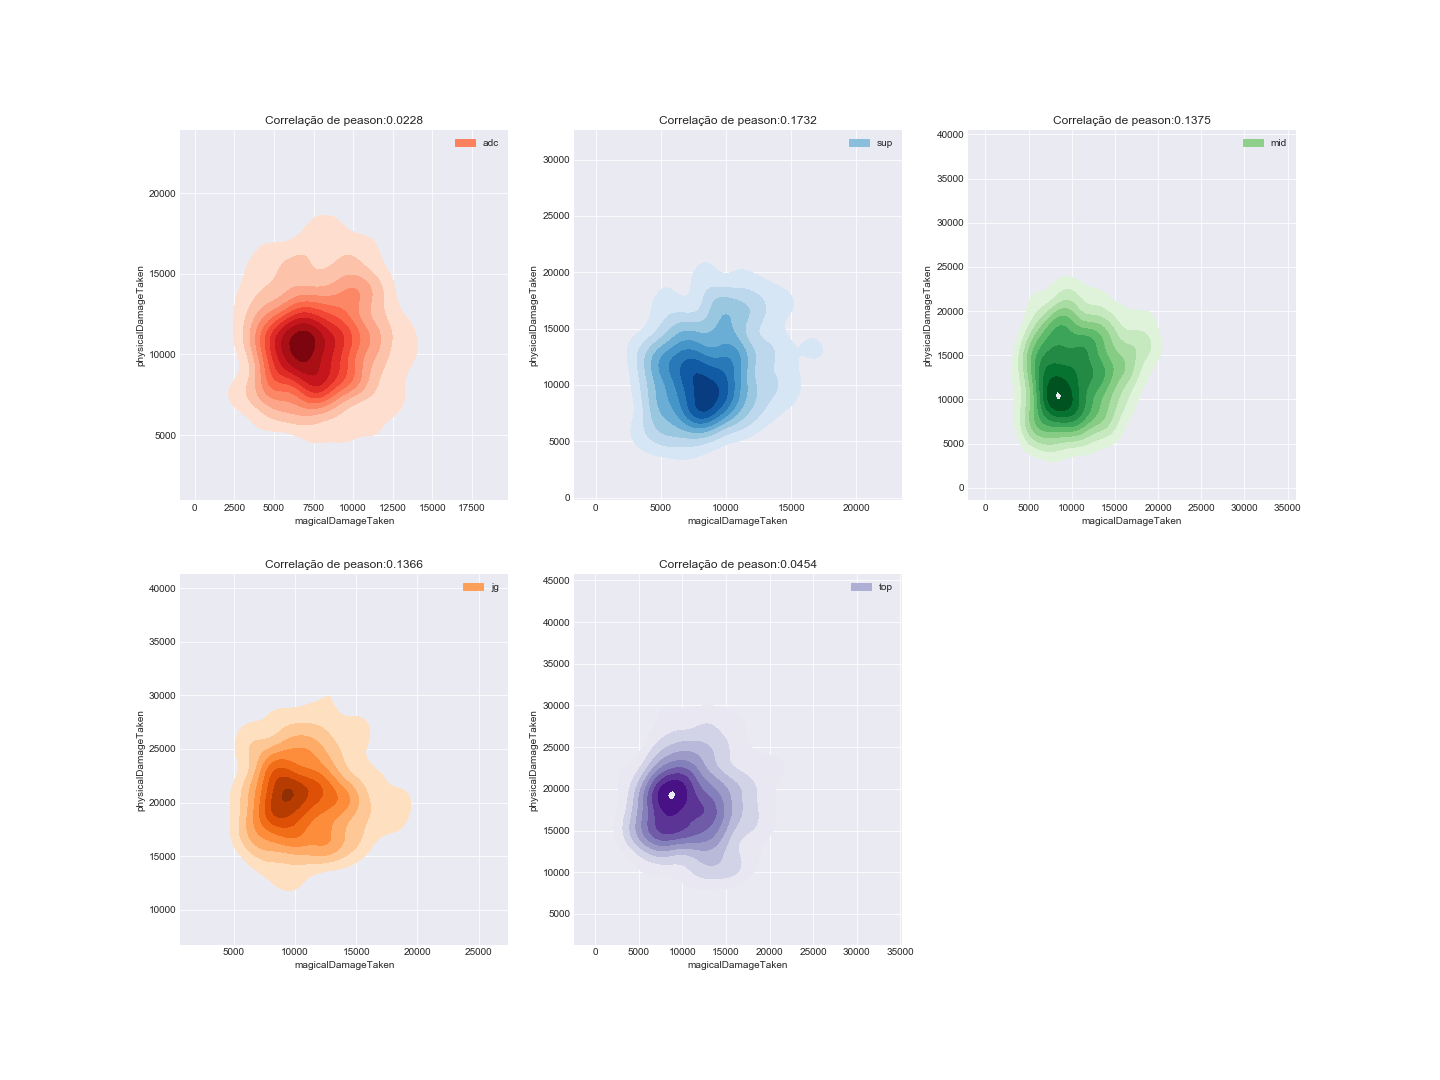 Correlação de peason:0.0228
adc
20000
15000
10000
5000
physicalDamageTaken
0 2500 5000 7500 10000 12500 15000 17500
magicalDamageTaken
Correlação de peason:0.1732
sup
30000
25000
20000
15000
10000
5000
0
physicalDamageTaken
0 5000 10000 15000 20000
magicalDamageTaken
Correlação de peason:0.1375
mid
40000
35000
30000
25000
20000
15000
10000
5000
0
physicalDamageTaken
0 5000 10000 15000 20000 25000 30000 35000
magicalDamageTaken
Correlação de peason:0.1366
jg
40000
35000
30000
25000
20000
15000
10000
physicalDamageTaken
5000 10000 15000 20000 25000
magicalDamageTaken
Correlação de peason:0.0454
top
45000
40000
35000
30000
25000
20000
15000
10000
5000
physicalDamageTaken
0 5000 10000 15000 20000 25000 30000 35000
magicalDamageTaken